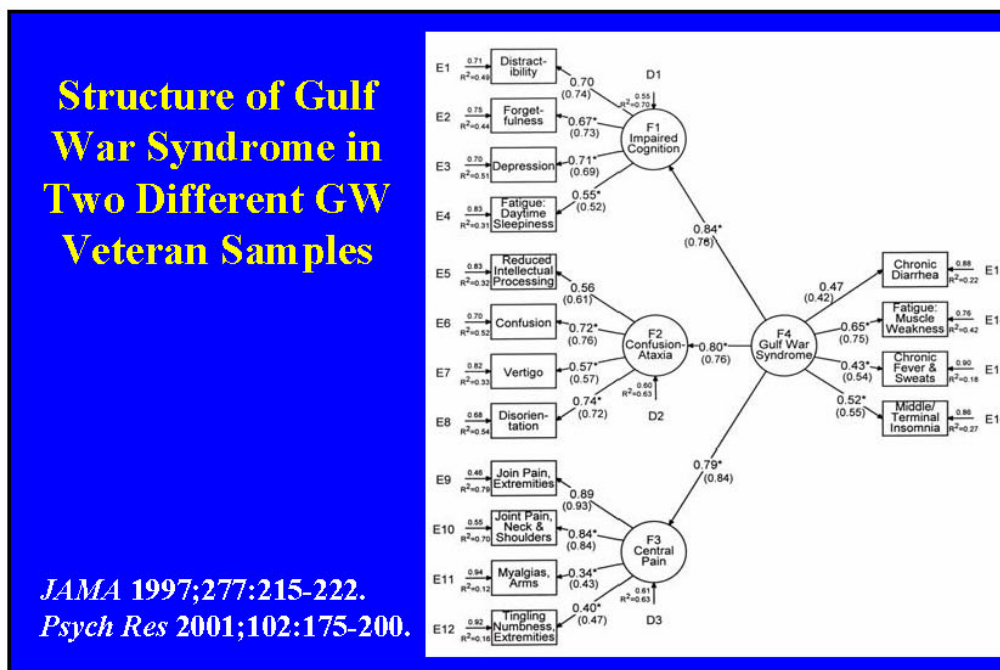 Structure of Gulf
War Syndrome in
Two Different GW
Veteran Samples
JAMA 1997;277:215-222.
Psych Res 2001;102:175-200.
E1
0.71
R²=0.49
Distract-
ibility
0.70
(0.74)
E2
0.75
R²=0.44
Forget-
fulness
0.67*
(0.73)
E3
0.70
R²=0.51
Depression
0.71*
(0.69)
E4
0.83
R²=0.31
Fatigue:
Daytime
Sleepiness
0.55*
(0.52)
D1
0.55
R²=0.70
F1
Impaired
Cognition
0.84*
(0.76)
E5
0.83
R²=0.32
Reduced
Intellectual
Processing
0.56
(0.61)
E6
0.70
R²=0.52
Confusion
0.72*
(0.76)
E7
0.82
R²=0.33
Vertigo
0.57*
(0.57)
E8
0.68
R²=0.54
Disorien-
tation
0.74*
(0.72)
F2
Confusion-
Ataxia
0.60
R²=0.63
D2
0.80*
(0.76)
F4
Gulf War
Syndrome
0.47
(0.42)
Chronic
Diarrhea
0.88
R²=0.22
E1
0.65*
(0.75)
Fatigue:
Muscle
Weakness
0.76
R²=0.42
E1
0.43*
(0.54)
Chronic
Fever &
Sweats
0.90
R²=0.18
E1
0.52*
(0.55)
Middle/
Terminal
Insomnia
0.86
R²=0.27
E1
0.79*
(0.84)
E9
0.46
R²=0.79
Join Pain,
Extremities
0.89
(0.93)
E10
0.55
R²=0.70
Joint Pain,
Neck &
Shoulders
0.84*
(0.84)
E11
0.94
R²=0.12
Myalgias,
Arms
0.34*
(0.43)
E12
0.92
R²=0.16
Tingling
Numbness,
Extremities
0.40*
(0.47)
F3
Central
Pain
0.61
R²=0.63
D3